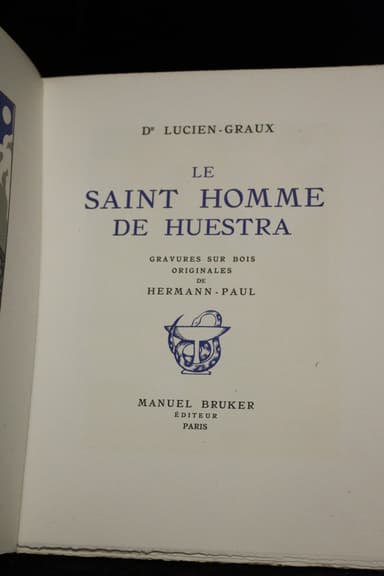 Dr LUCIEN-GRAUX
LE
SAINT HOMME
DE HUESTRA
GRAVURES SUR BOIS
ORIGINALES
DE
HERMANN-PAUL
MANUEL BRUKER
ÉDITEUR
PARIS